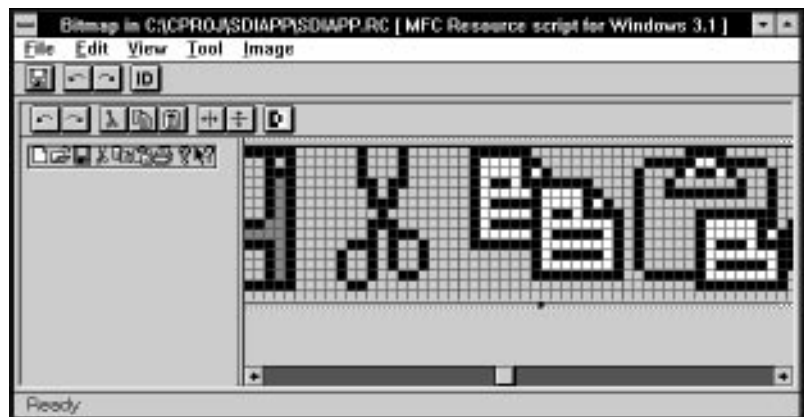 Bitmap in C:\CPROJ\SDIAPP\SDIAPP.RC [ MFC Resource script for Windows 3.1 ]
File Edit View Tool Image
ID
D
Ready